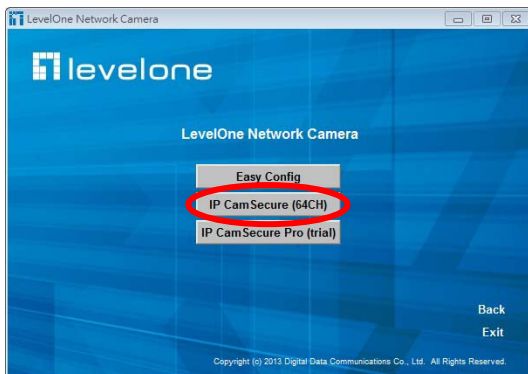 LevelOne Network Camera
levelone
LevelOne Network Camera
Easy Config
IP CamSecure (64CH)
IP CamSecure Pro (trial)
Back
Exit
Copyright (c) 2013 Digital Data Communications Co., Ltd. All Rights Reserved.